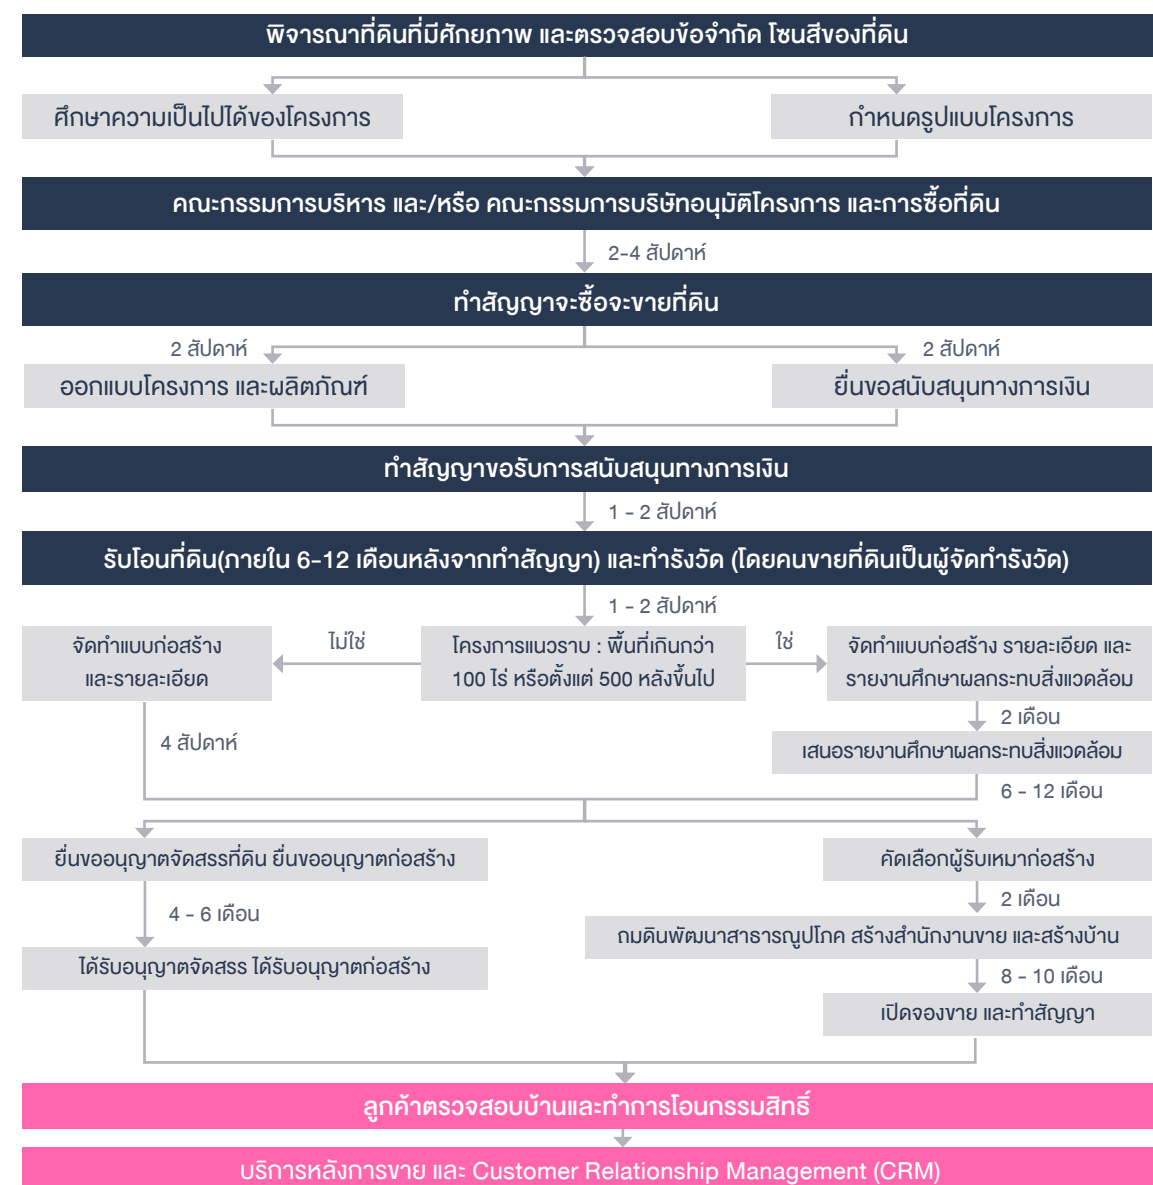 พิจารณาที่ดินที่มีศักยภาพ และตรวจสอบข้อจำกัด โซนสีของที่ดิน
ศึกษาความเป็นไปได้ของโครงการ
กำหนดรูปแบบโครงการ
คณะกรรมการบริหาร และ/หรือ คณะกรรมการบริษัทอนุมัติโครงการ และการซื้อที่ดิน
2-4 สัปดาห์
ทำสัญญาจะซื้อจะขายที่ดิน
2 สัปดาห์
2 สัปดาห์
ออกแบบโครงการ และผลิตภัณฑ์
ยื่นขอสนับสนุนทางการเงิน
ทำสัญญาขอรับการสนับสนุนทางการเงิน
1 - 2 สัปดาห์
รับโอนที่ดิน(ภายใน 6-12 เดือนหลังจากทำสัญญา) และทำรังวัด (โดยคนขายที่ดินเป็นผู้จัดทำรังวัด)
1 - 2 สัปดาห์
จัดทำแบบก่อสร้าง
และรายละเอียด
ไม่ใช่
โครงการแนวราบ : พื้นที่เกินกว่า
100 ไร่ หรือตั้งแต่ 500 หลังขึ้นไป
ใช่
จัดทำแบบก่อสร้าง รายละเอียด และ
รายงานศึกษาผลกระทบสิ่งแวดล้อม
2 เดือน
4 สัปดาห์
เสนอรายงานศึกษาผลกระทบสิ่งแวดล้อม
6 - 12 เดือน
ยื่นขออนุญาตจัดสรรที่ดิน ยื่นขออนุญาตก่อสร้าง
คัดเลือกผู้รับเหมาก่อสร้าง
2 เดือน
4 - 6 เดือน
ถมดินพัฒนาสาธารณูปโภค สร้างสำนักงานขาย และสร้างบ้าน
ได้รับอนุญาตจัดสรร ได้รับอนุญาตก่อสร้าง
8 - 10 เดือน
เปิดจองขาย และทำสัญญา
ลูกค้าตรวจสอบบ้านและทำการโอนกรรมสิทธิ์
บริการหลังการขาย และ Customer Relationship Management (CRM)